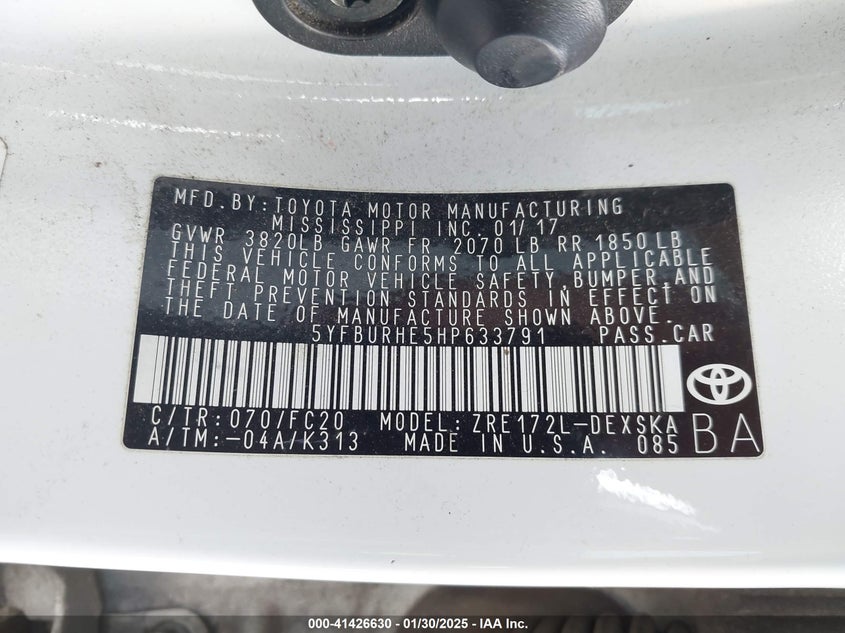 MFD. BY: TOYOTA MOTOR MANUFACTURING
MISSISSIPPI INC. 01/17
GVWR 3820LB GAWR FR 2070 LB RR 1850 LB
THIS VEHICLE CONFORMS TO ALL APPLICABLE
FEDERAL MOTOR VEHICLE SAFETY, BUMPER, AND
THEFT PREVENTION STANDARDS IN EFFECT ON
THE DATE OF MANUFACTURE SHOWN ABOVE.
5YFBURHE5HP633791 PASS. CAR
C/TR: 070/FC20 MODEL: ZRE172L-DEXSKA
A/TM: -04A/K313 MADE IN U.S.A. 085
BA
000-41426630 - 01/30/2025 - IAA Inc.